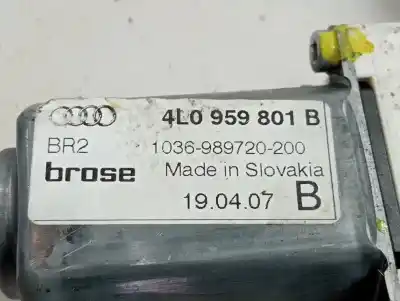 4L0 959 801 B
BR2 1036-989720-200
brose Made in Slovakia
19.04.07 B